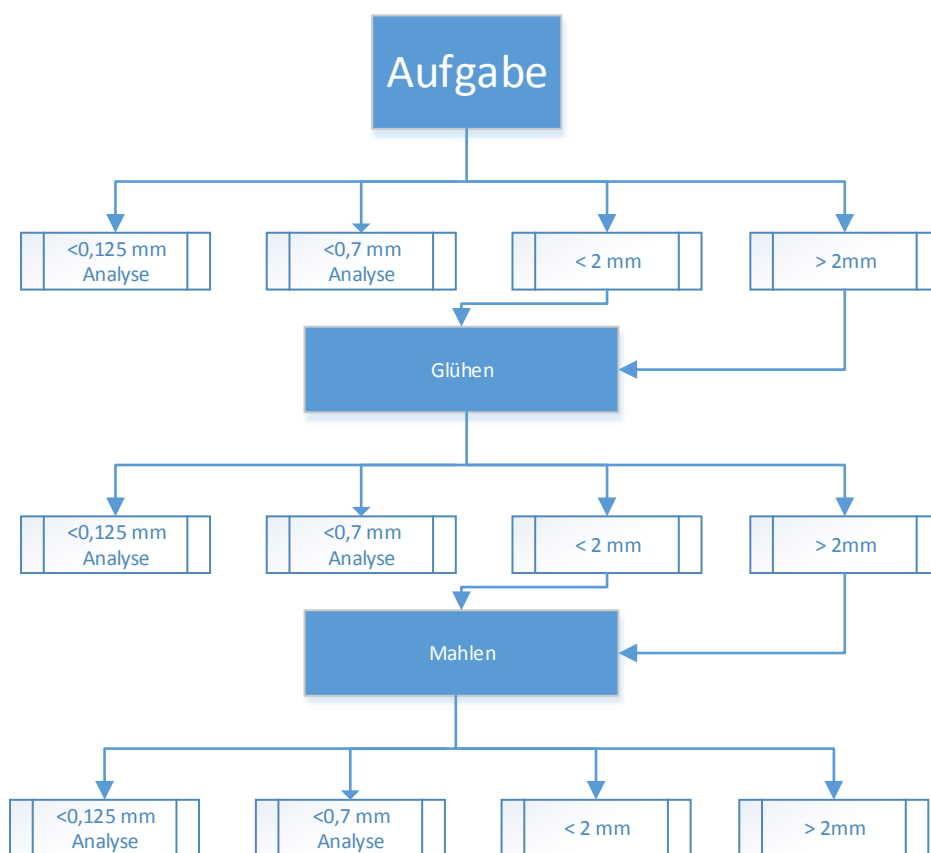 Aufgabe
<0,125 mm
Analyse
<0,7 mm
Analyse
< 2 mm
> 2mm
Glühen
<0,125 mm
Analyse
<0,7 mm
Analyse
< 2 mm
> 2mm
Mahlen
<0,125 mm
Analyse
<0,7 mm
Analyse
< 2 mm
> 2mm